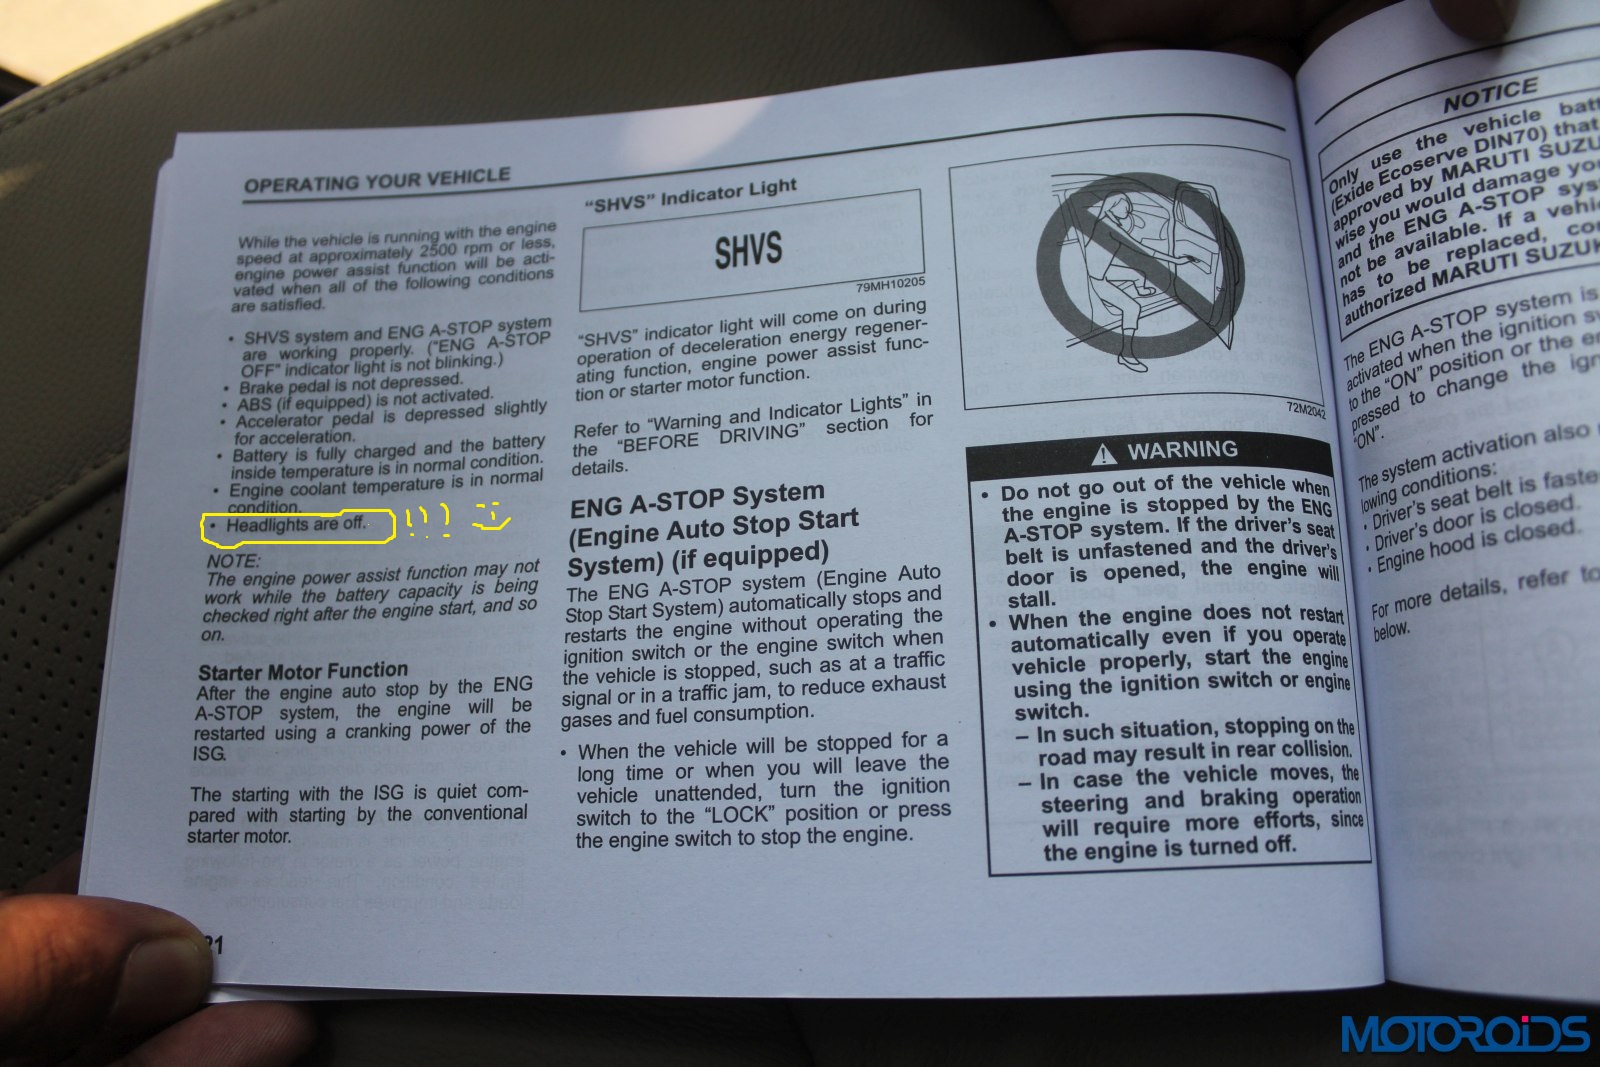 OPERATING YOUR VEHICLE
While the vehicle is running with the engine
speed at approximately 2500 rpm or less,
engine power assist function will be acti-
vated when all of the following conditions
are satisfied.
• SHVS system and ENG A-STOP system
are working properly. ("ENG A-STOP
OFF" indicator light is not blinking.)
• Brake pedal is not depressed.
• ABS (if equipped) is not activated.
• Accelerator pedal is depressed slightly
for acceleration.
• Battery is fully charged and the battery
inside temperature is in normal condition.
• Engine coolant temperature is in normal
condition.
• Headlights are off. !!!
NOTE:
The engine power assist function may not
work while the battery capacity is being
checked right after the engine start, and so
on.
Starter Motor Function
After the engine auto stop by the ENG
A-STOP system, the engine will be
restarted using a cranking power of the
ISG.
The starting with the ISG is quiet com-
pared with starting by the conventional
starter motor.
21
“SHVS” Indicator Light
SHVS
79MH10205
“SHVS” indicator light will come on during
operation of deceleration energy regener-
ating function, engine power assist func-
tion or starter motor function.
Refer to “Warning and Indicator Lights” in
the “BEFORE DRIVING” section for
details.
ENG A-STOP System
(Engine Auto Stop Start
System) (if equipped)
The ENG A-STOP system (Engine Auto
Stop Start System) automatically stops and
restarts the engine without operating the
ignition switch or the engine switch when
the vehicle is stopped, such as at a traffic
signal or in a traffic jam, to reduce exhaust
gases and fuel consumption.
• When the vehicle will be stopped for a
long time or when you will leave the
vehicle unattended, turn the ignition
switch to the “LOCK” position or press
the engine switch to stop the engine.
72M2042
WARNING
• Do not go out of the vehicle when
the engine is stopped by the ENG
A-STOP system. If the driver’s seat
belt is unfastened and the driver’s
door is opened, the engine will
stall.
• When the engine does not restart
automatically even if you operate
vehicle properly, start the engine
using the ignition switch or engine
switch.
– In such situation, stopping on the
road may result in rear collision.
– In case the vehicle moves, the
steering and braking operation
will require more efforts, since
the engine is turned off.
NOTICE
Only use the vehicle batt
(Exide Ecoserve DIN70) that
approved by MARUTI SUZU
wise you would damage yo
and the ENG A-STOP sys
not be available. If a vehi
has to be replaced, co
authorized MARUTI SUZUK
The ENG A-STOP system is
activated when the ignition sv
to the “ON” position or the e
pressed to change the ign
“ON”.
The system activation also
lowing conditions:
• Driver’s seat belt is faste
• Driver’s door is closed.
• Engine hood is closed.
For more details, refer to
below.
MOTOROIDS